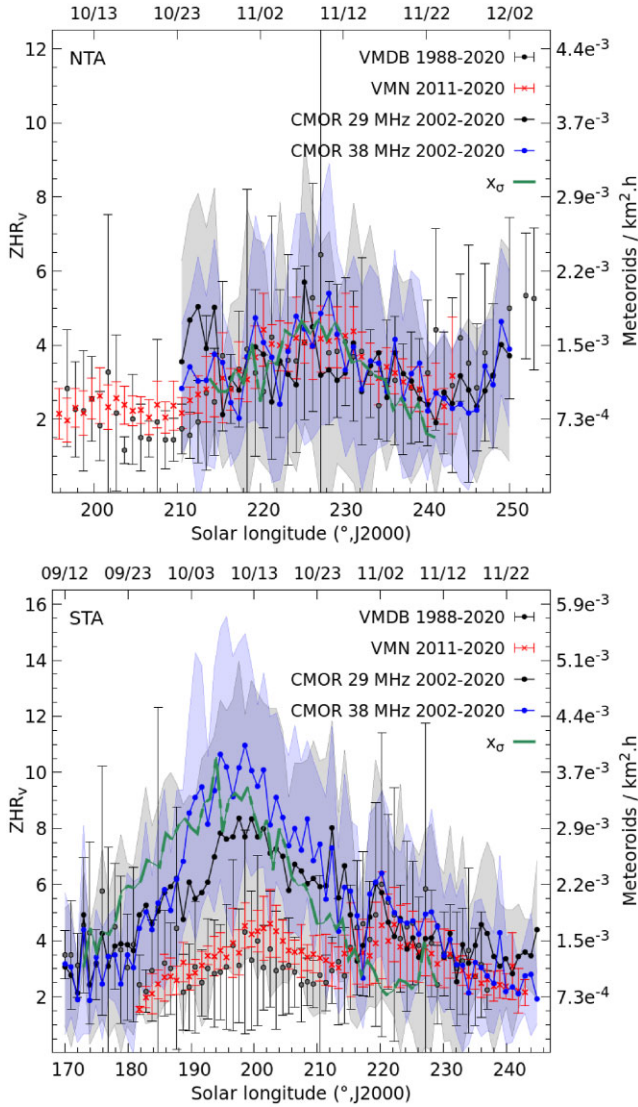 10/13 10/23 11/02 11/12 11/22 12/02
NTA
VMDB 1988-2020
VMN 2011-2020
CMOR 29 MHz 2002-2020
CMOR 38 MHz 2002-2020
xσ
12
10
8
6
4
2
ZHRv
4.4e-3
3.7e-3
2.9e-3
2.2e-3
1.5e-3
7.3e-4
Meteoroids / km².h
200 210 220 230 240 250
Solar longitude (°,J2000)
09/12 09/23 10/03 10/13 10/23 11/02 11/12 11/22
STA
VMDB 1988-2020
VMN 2011-2020
CMOR 29 MHz 2002-2020
CMOR 38 MHz 2002-2020
xσ
16
14
12
10
8
6
4
2
ZHRv
5.9e-3
5.1e-3
4.4e-3
3.7e-3
2.9e-3
2.2e-3
1.5e-3
7.3e-4
Meteoroids / km².h
170 180 190 200 210 220 230 240
Solar longitude (°,J2000)